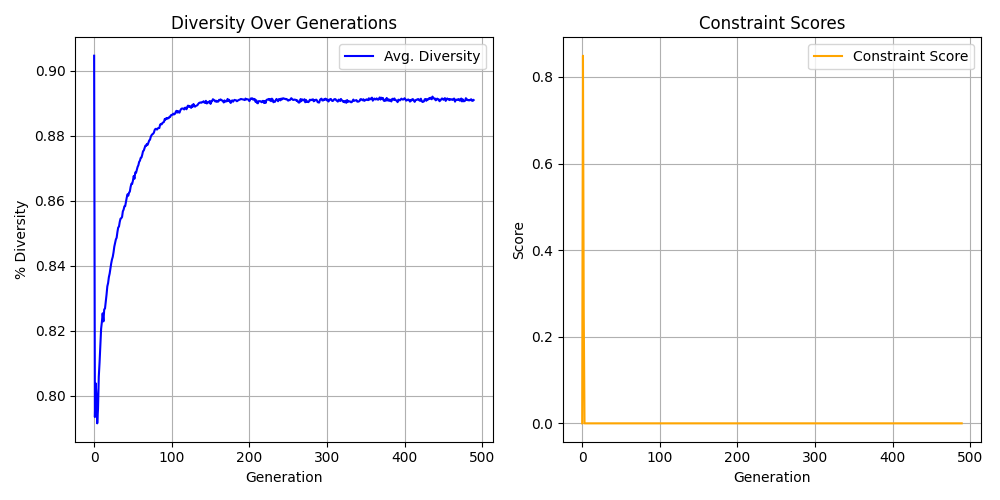 Diversity Over Generations
Avg. Diversity
% Diversity
0.90
0.88
0.86
0.84
0.82
0.80
0 100 200 300 400 500
Generation
Constraint Scores
Constraint Score
Score
0.8
0.6
0.4
0.2
0.0
0 100 200 300 400 500
Generation